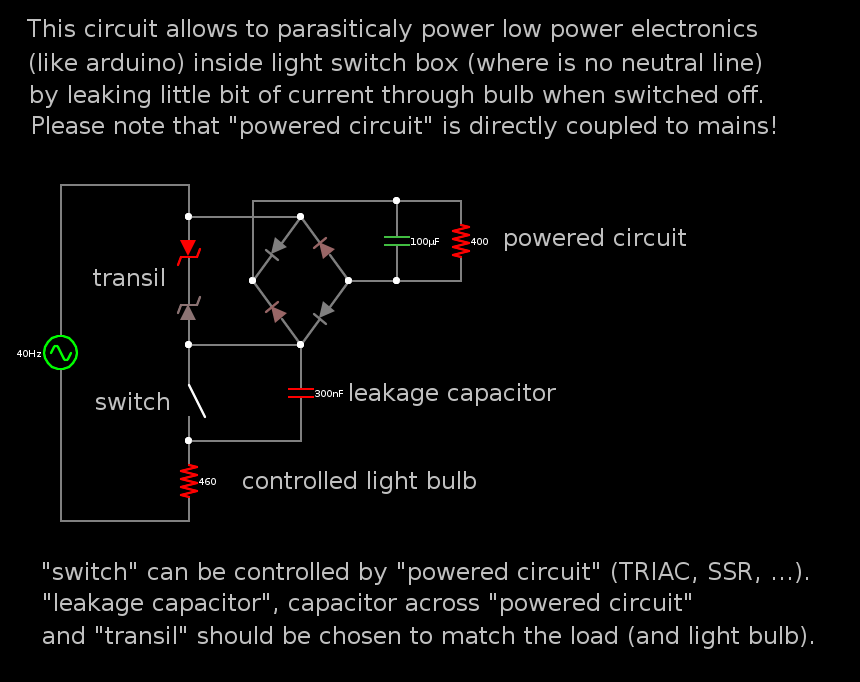 This circuit allows to parasiticaly power low power electronics
(like arduino) inside light switch box (where is no neutral line)
by leaking little bit of current through bulb when switched off.
Please note that "powered circuit" is directly coupled to mains!
100μF
400
powered circuit
transil
40Hz
switch
300nF
leakage capacitor
460
controlled light bulb
"switch" can be controlled by "powered circuit" (TRIAC, SSR, ...).
"leakage capacitor", capacitor across "powered circuit"
and "transil" should be chosen to match the load (and light bulb).